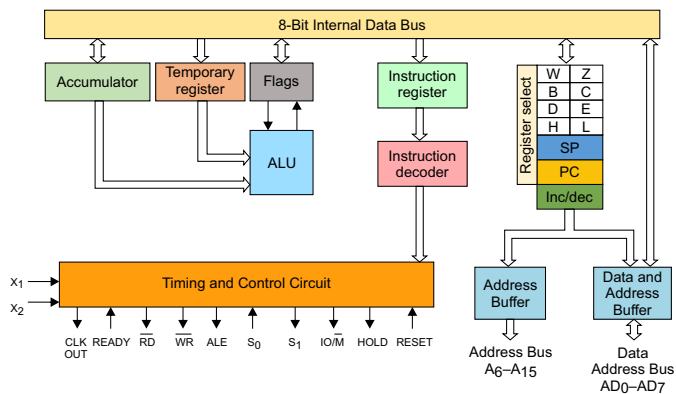 8-Bit Internal Data Bus
Accumulator
Temporary
register
Flags
Instruction
register
Register select
W Z
B C
D E
H L
SP
PC
Inc/dec
ALU
Instruction
decoder
X1
X2
Timing and Control Circuit
Address
Buffer
Data and
Address
Buffer
CLK
OUT
READY
R̅D̅
W̅R̅
ALE
S0
S1
IO/M̅
HOLD
RESET
Address Bus
A6–A15
Data
Address Bus
AD0–AD7